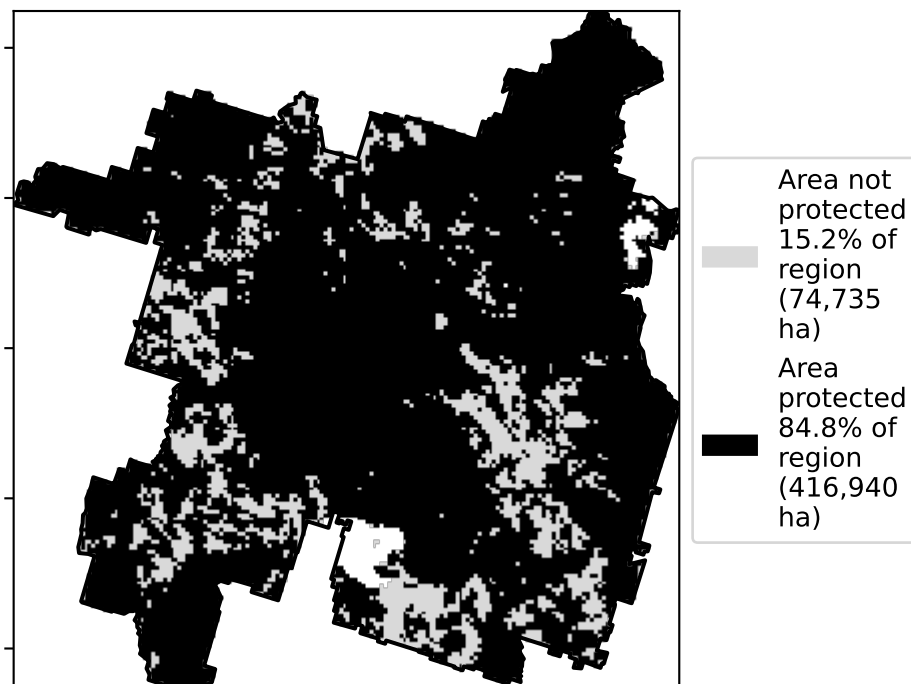 Area not
protected
15.2% of
region
(74,735
ha)
Area
protected
84.8% of
region
(416,940
ha)